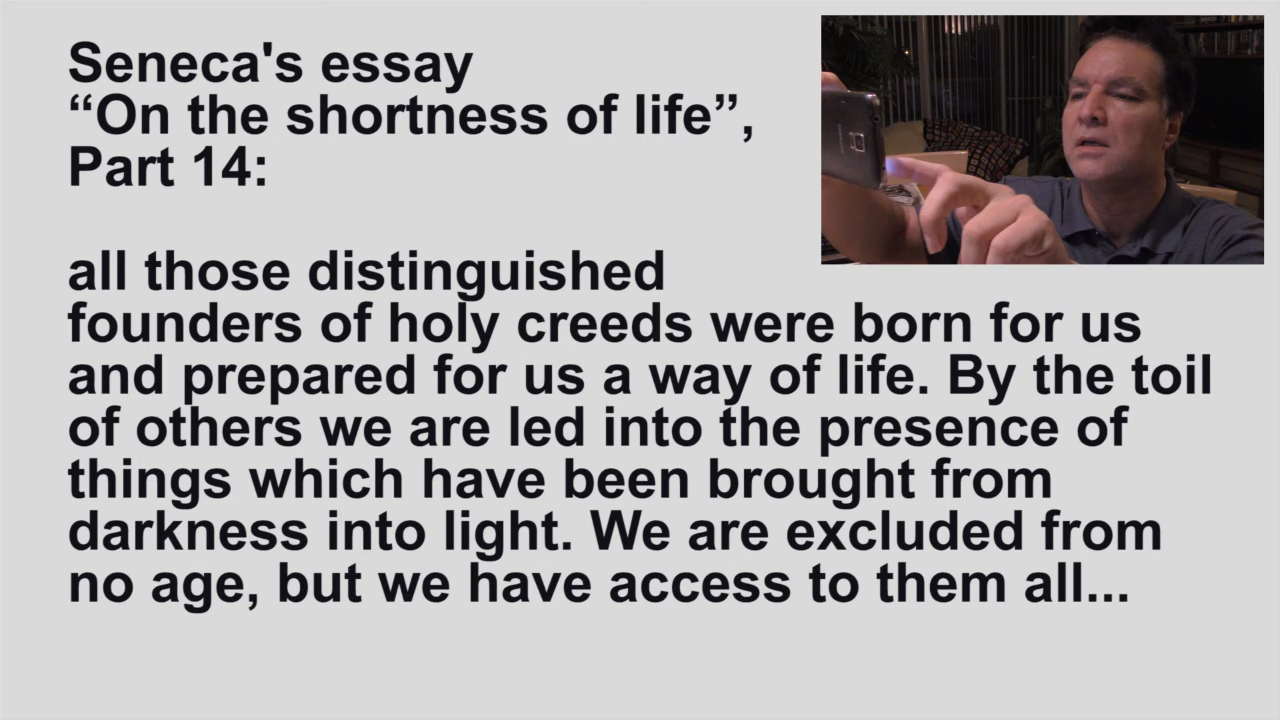 Seneca's essay
“On the shortness of life”,
Part 14:
all those distinguished
founders of holy creeds were born for us
and prepared for us a way of life. By the toil
of others we are led into the presence of
things which have been brought from
darkness into light. We are excluded from
no age, but we have access to them all...